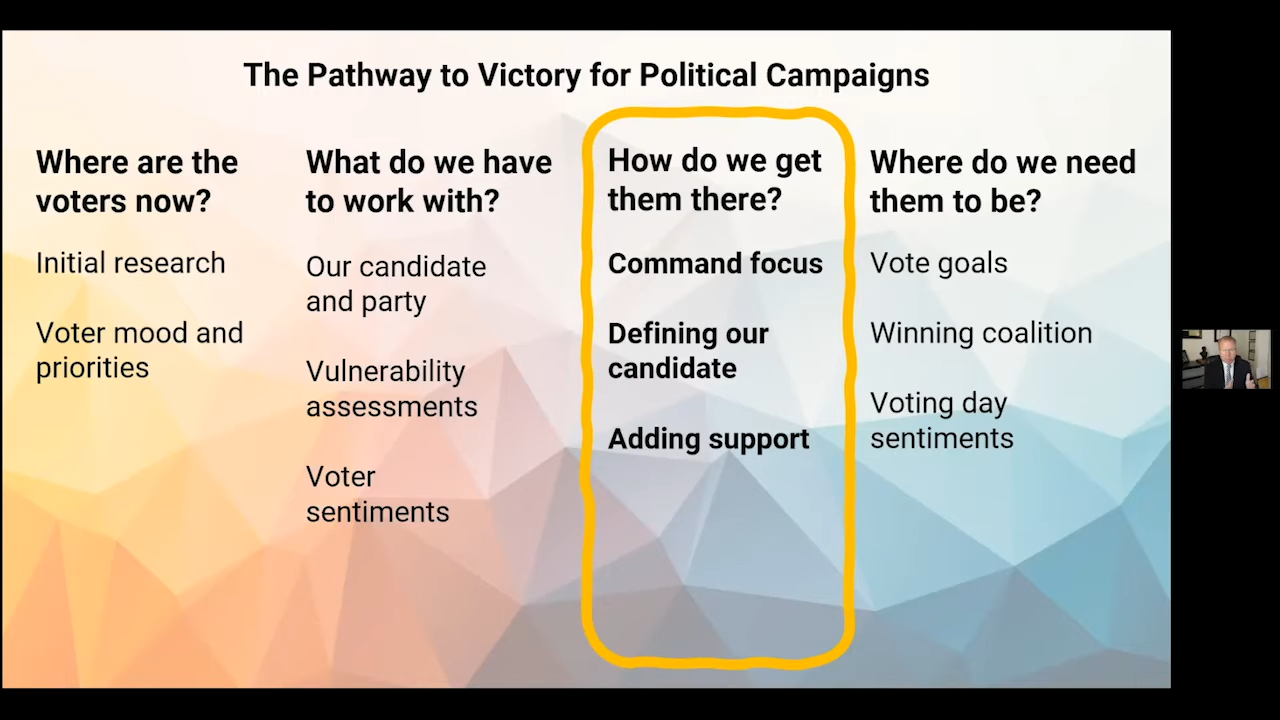 The Pathway to Victory for Political Campaigns
Where are the
voters now?
Initial research
Voter mood and
priorities
What do we have
to work with?
Our candidate
and party
Vulnerability
assessments
Voter
sentiments
How do we get
them there?
Command focus
Defining our
candidate
Adding support
Where do we need
them to be?
Vote goals
Winning coalition
Voting day
sentiments